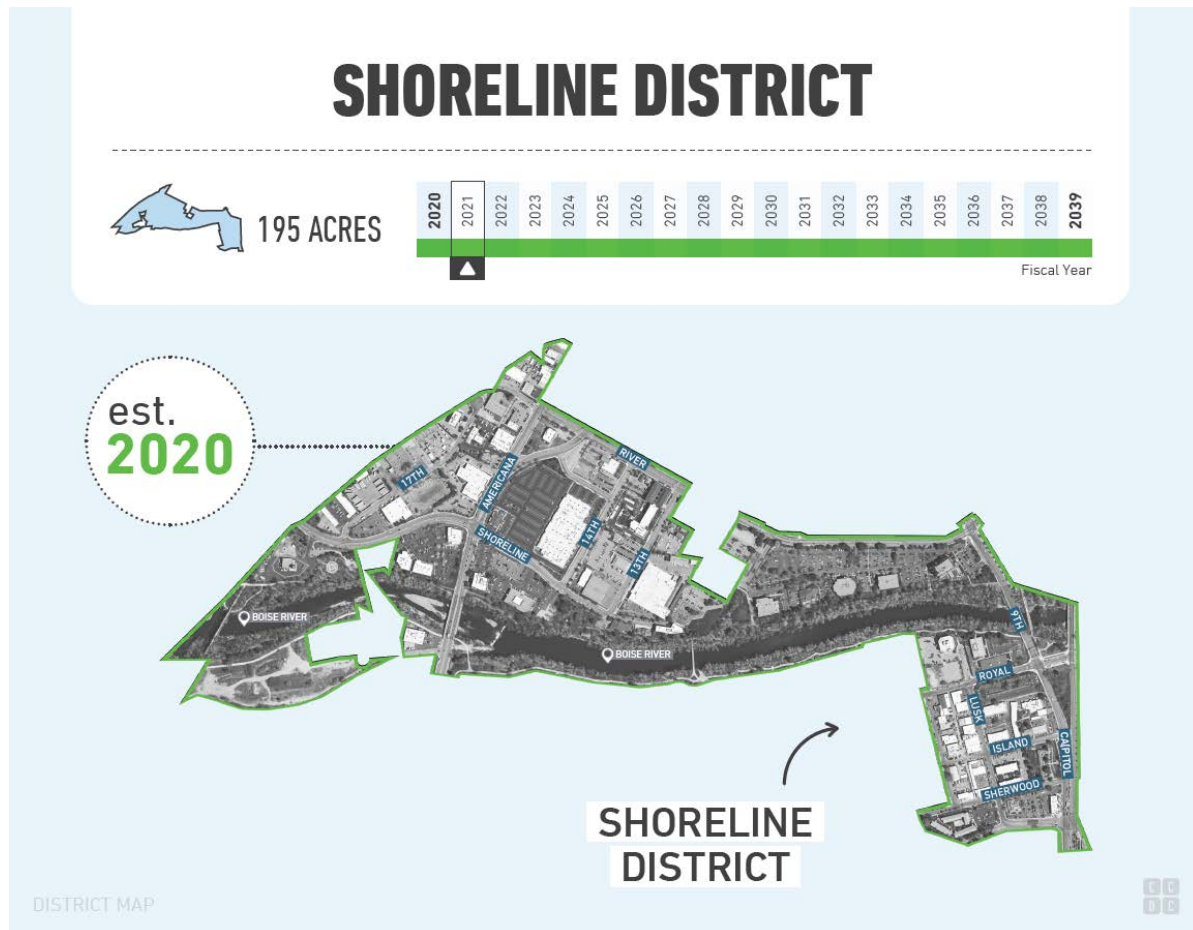 SHORELINE DISTRICT
195 ACRES
2020 2021 2022 2023 2024 2025 2026 2027 2028 2029 2030 2031 2032 2033 2034 2035 2036 2037 2038 2039
Fiscal Year
est.
2020
17TH
AMERICANA
RIVER
SHORELINE
14TH
13TH
BOISE RIVER
BOISE RIVER
9TH
ROYAL
LUSK
ISLAND
CAPITOL
SHERWOOD
SHORELINE
DISTRICT
DISTRICT MAP
CC
DC